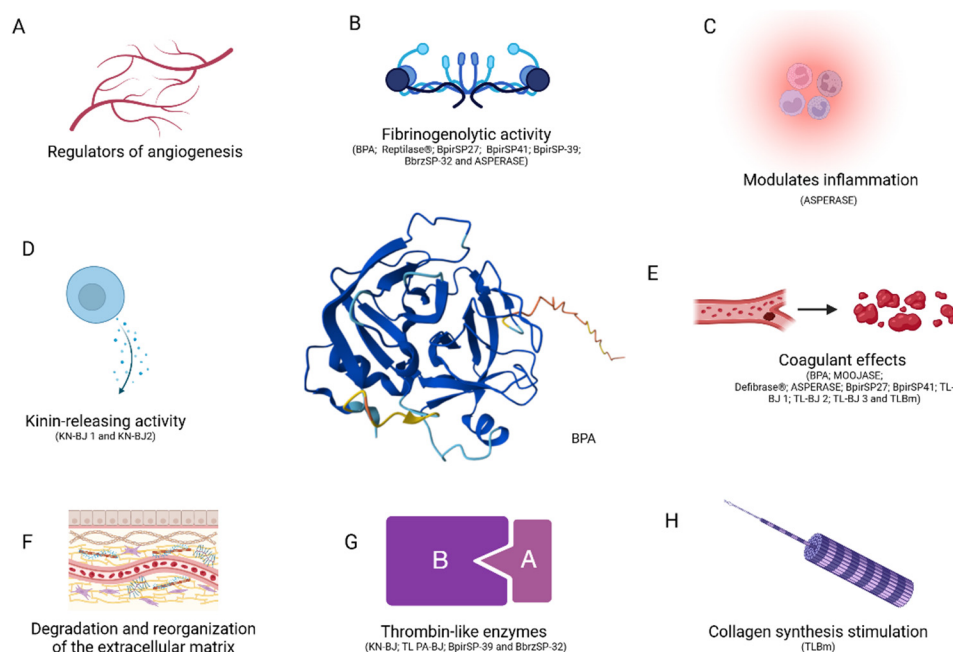 A
Regulators of angiogenesis
B
Fibrinogenolytic activity
(BPA; Reptilase®; BpirSP27; BpirSP41; BpirSP-39;
BbrzSP-32 and ASPERASE)
C
Modulates inflammation
(ASPERASE)
D
Kinin-releasing activity
(KN-BJ 1 and KN-BJ2)
BPA
E
Coagulant effects
(BPA; MOOJASE;
Defibrase®; ASPERASE; BpirSP27; BpirSP41; TL-
BJ 1; TL-BJ 2; TL-BJ 3 and TLBm)
F
Degradation and reorganization
of the extracellular matrix
G
B
A
Thrombin-like enzymes
(KN-BJ; TL PA-BJ; BpirSP-39 and BbrzSP-32)
H
Collagen synthesis stimulation
(TLBm)